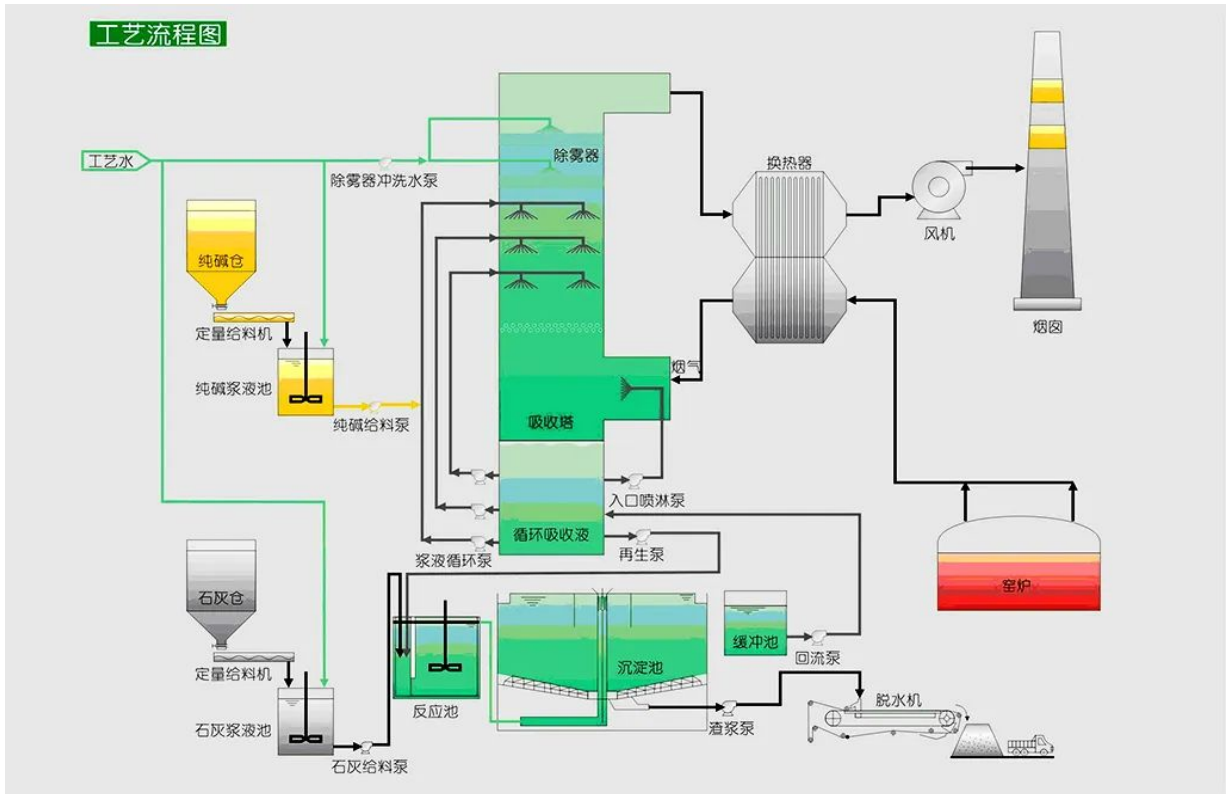 工艺流程图
工艺水
除雾器冲洗水泵
除雾器
换热器
风机
烟囱
纯碱仓
定量给料机
纯碱浆液池
纯碱给料泵
烟气
吸收塔
入口喷淋泵
循环吸收液
浆液循环泵
再生泵
窑炉
石灰仓
定量给料机
石灰浆液池
石灰给料泵
反应池
沉淀池
缓冲池
回流泵
渣浆泵
脱水机